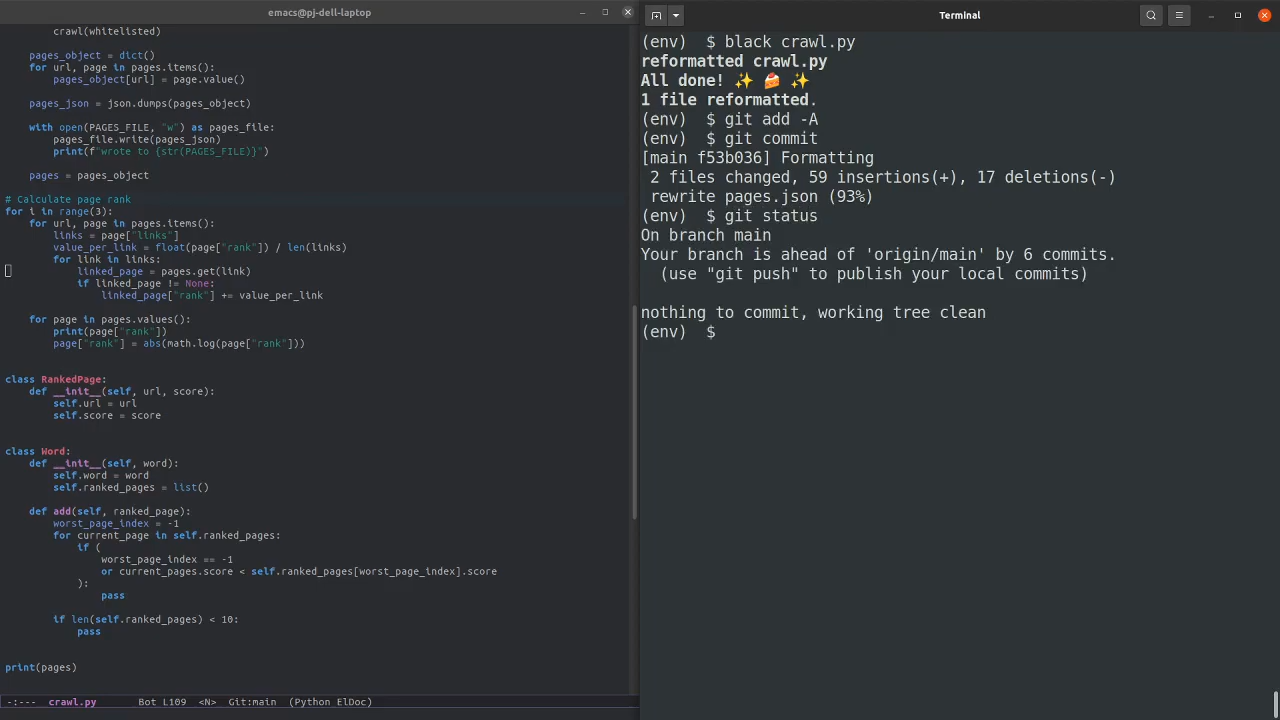 emacs@pj-dell-laptop
crawl(whitelisted)
pages_object = dict()
for url, page in pages.items():
pages_object[url] = page.value()
pages_json = json.dumps(pages_object)
with open(PAGES_FILE, "w") as pages_file:
pages_file.write(pages_json)
print(f"wrote to {str(PAGES_FILE)}")
pages = pages_object
# Calculate page rank
for i in range(3):
for url, page in pages.items():
links = page["links"]
value_per_link = float(page["rank"]) / len(links)
for link in links:
linked_page = pages.get(link)
if linked_page != None:
linked_page["rank"] += value_per_link
for page in pages.values():
print(page["rank"])
page["rank"] = abs(math.log(page["rank"]))
class RankedPage:
def __init__(self, url, score):
self.url = url
self.score = score
class Word:
def __init__(self, word):
self.word = word
self.ranked_pages = list()
def add(self, ranked_page):
worst_page_index = -1
for current_page in self.ranked_pages:
if (
worst_page_index == -1
or current_pages.score < self.ranked_pages[worst_page_index].score
):
pass
if len(self.ranked_pages) < 10:
pass
print(pages)
-:--- crawl.py Bot L109 <N> Git:main (Python ElDoc)
Terminal
(env) $ black crawl.py
reformatted crawl.py
All done! ✨ 🍰 ✨
1 file reformatted.
(env) $ git add -A
(env) $ git commit
[main f53b036] Formatting
2 files changed, 59 insertions(+), 17 deletions(-)
rewrite pages.json (93%)
(env) $ git status
On branch main
Your branch is ahead of 'origin/main' by 6 commits.
(use "git push" to publish your local commits)
nothing to commit, working tree clean
(env) $